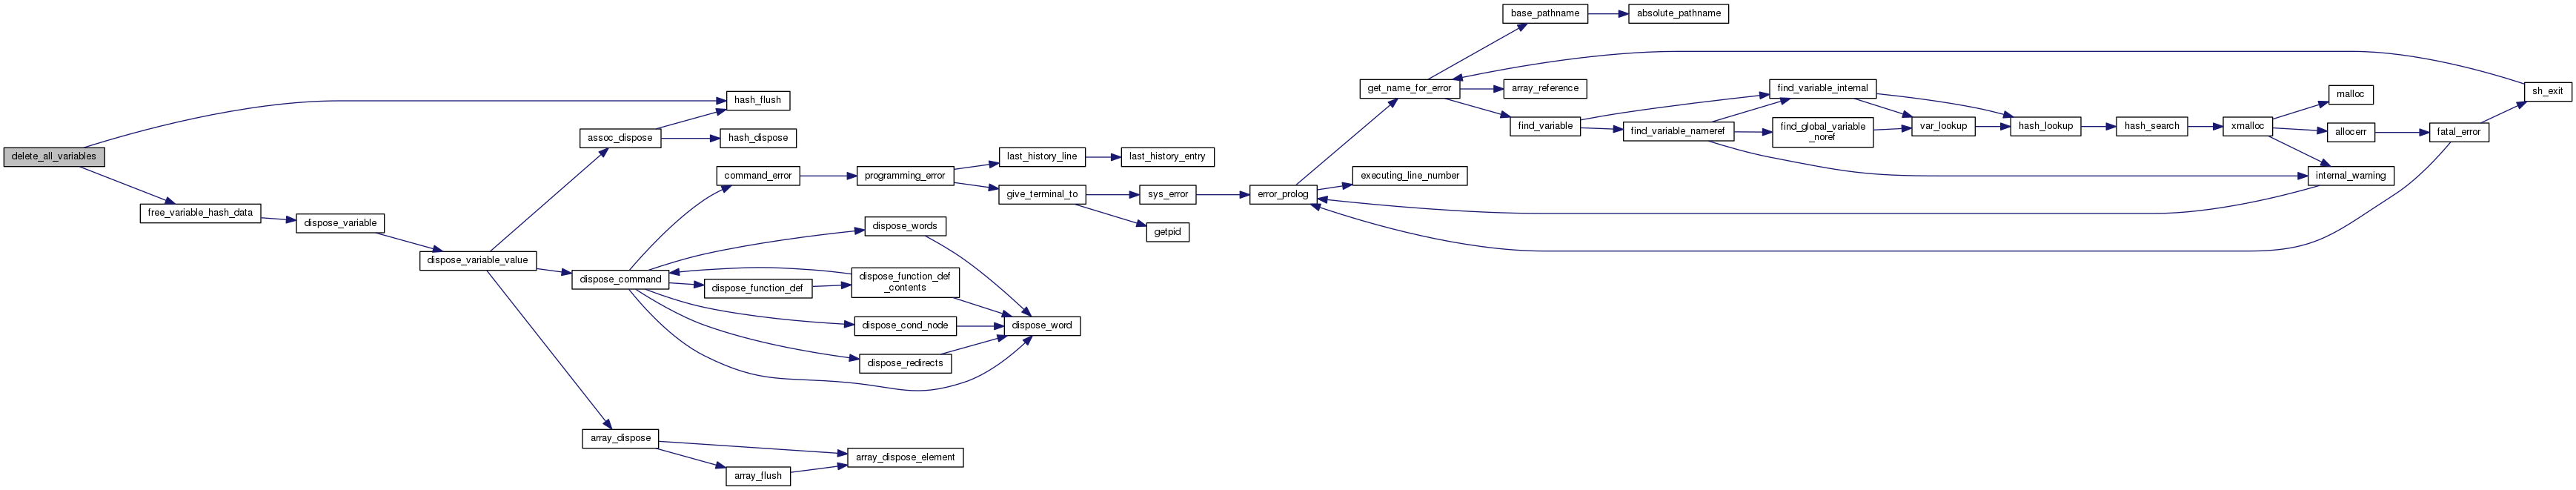 delete_all_variables
free_variable_hash_data
dispose_variable
dispose_variable_value
hash_flush
assoc_dispose
hash_dispose
dispose_command
command_error
programming_error
last_history_line
last_history_entry
give_terminal_to
sys_error
getpid
error_prolog
executing_line_number
get_name_for_error
base_pathname
absolute_pathname
array_reference
find_variable
find_variable_internal
find_variable_nameref
find_global_variable
_noref
var_lookup
hash_lookup
hash_search
xmalloc
malloc
allocerr
internal_warning
fatal_error
sh_exit
dispose_words
dispose_function_def
dispose_function_def
_contents
dispose_cond_node
dispose_redirects
dispose_word
array_dispose
array_flush
array_dispose_element